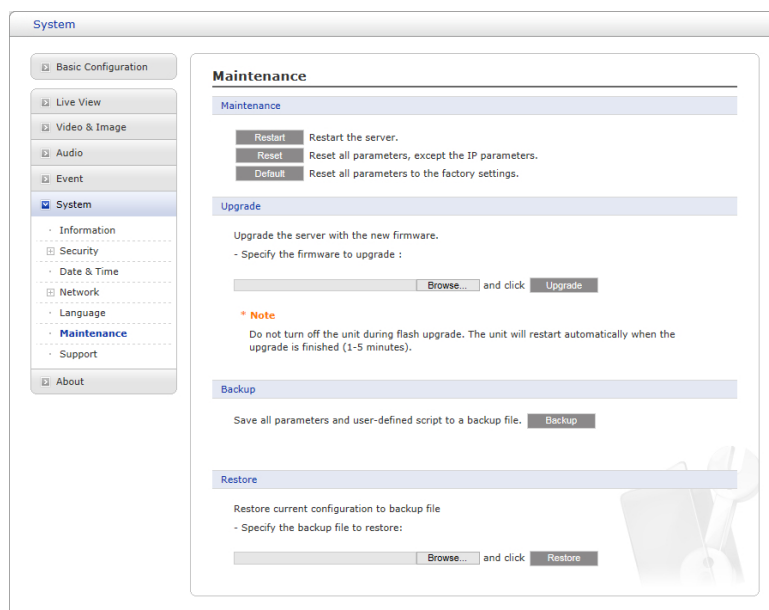 System
Basic Configuration
Live View
Video & Image
Audio
Event
System
Information
Security
Date & Time
Network
Language
Maintenance
Support
About
Maintenance
Maintenance
Restart Restart the server.
Reset Reset all parameters, except the IP parameters.
Default Reset all parameters to the factory settings.
Upgrade
Upgrade the server with the new firmware.
- Specify the firmware to upgrade :
Browse... and click Upgrade
* Note
Do not turn off the unit during flash upgrade. The unit will restart automatically when the
upgrade is finished (1-5 minutes).
Backup
Save all parameters and user-defined script to a backup file. Backup
Restore
Restore current configuration to backup file
- Specify the backup file to restore:
Browse... and click Restore